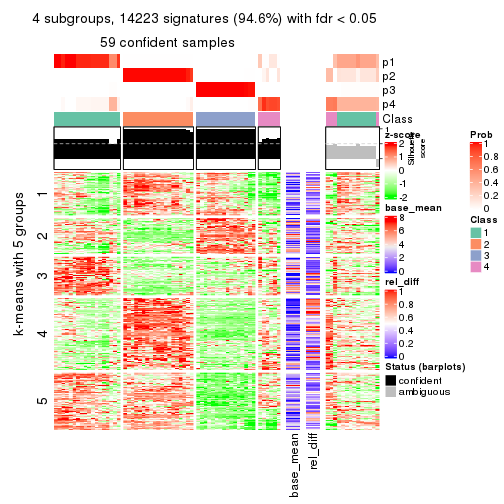 4 subgroups, 14223 signatures (94.6%) with fdr < 0.05
59 confident samples
p1
p2
p3
p4
Class
1
Silhouette
score
k-means with 5 groups
1
2
3
4
5
base_mean
rel_diff
z-score
2
1
0
-1
-2
base_mean
8
6
4
2
0
rel_diff
1
0.8
0.6
0.4
0.2
0
Status (barplots)
confident
ambiguous
Prob
1
0.8
0.6
0.4
0.2
0
Class
1
2
3
4